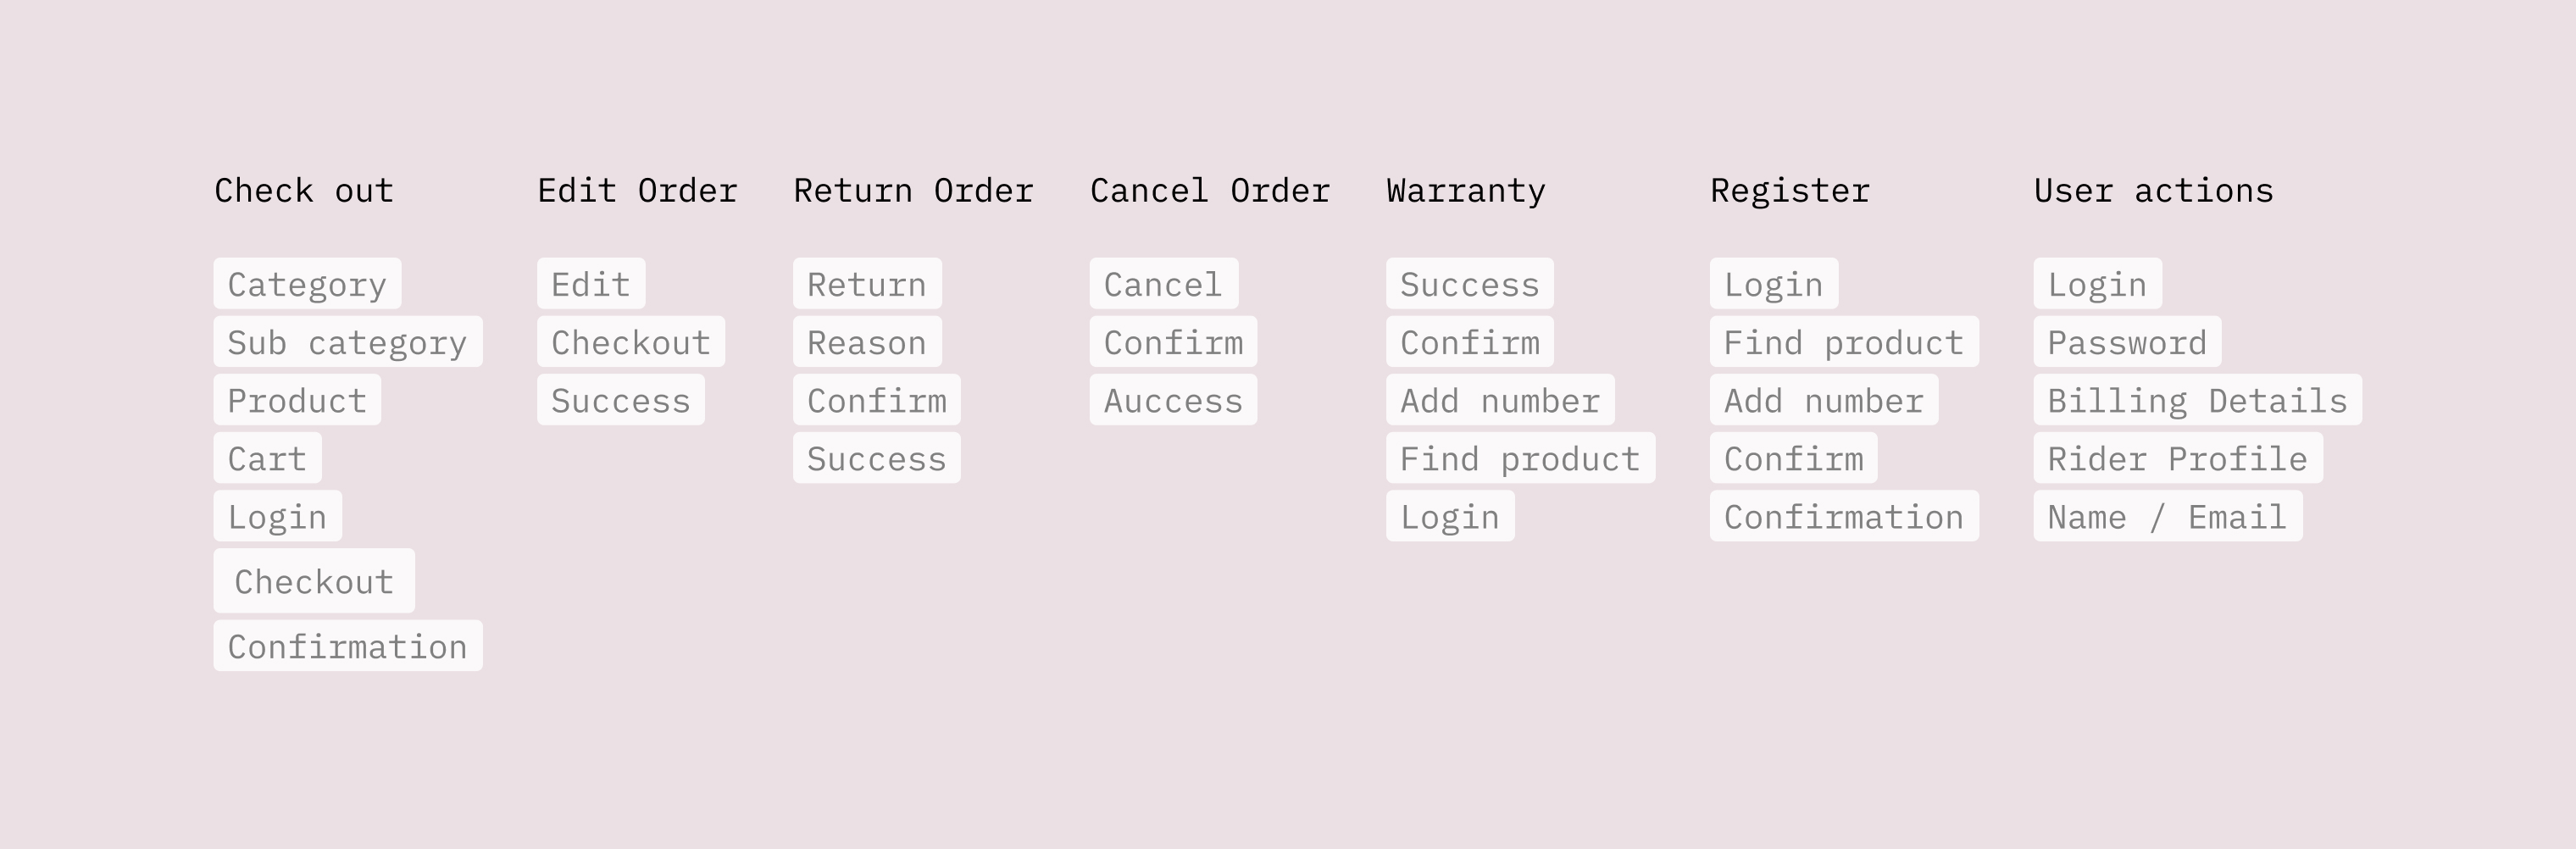 Check out
Category
Sub category
Product
Cart
Login
Checkout
Confirmation
Edit Order
Edit
Checkout
Success
Return Order
Return
Reason
Confirm
Success
Cancel Order
Cancel
Confirm
Auccess
Warranty
Success
Confirm
Add number
Find product
Login
Register
Login
Find product
Add number
Confirm
Confirmation
User actions
Login
Password
Billing Details
Rider Profile
Name / Email